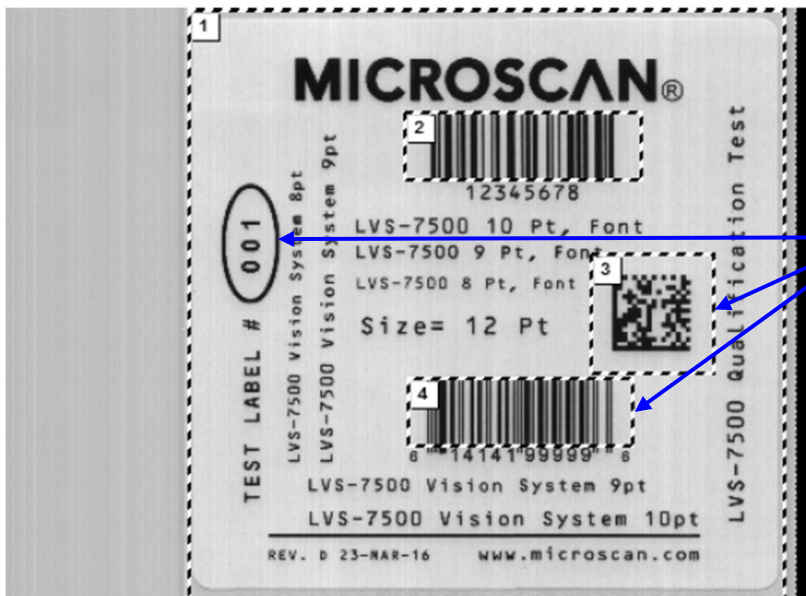 1
MICROSCAN®
2
12345678
LVS-7500 10 Pt, Font
LVS-7500 9 Pt, Font
LVS-7500 8 Pt, Font
3
Size= 12 Pt
4
6 14141 99999 6
LVS-7500 Vision System 9pt
LVS-7500 Vision System 10pt
REV. D 23-MAR-16 www.microscan.com
TEST LABEL # 001
LVS-7500 Vision System 8pt
LVS-7500 Vision System 9pt
LVS-7500 Qualification Test